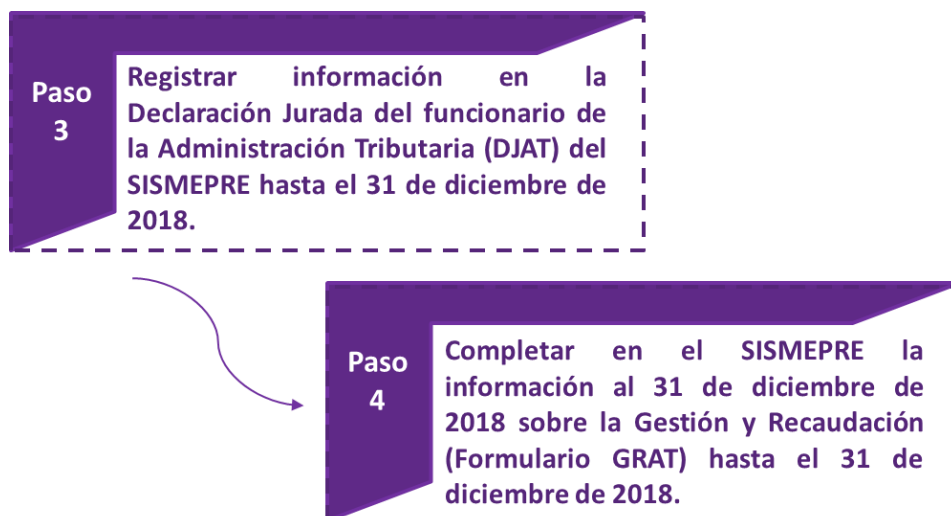 Paso
3
Registrar información en la
Declaración Jurada del funcionario de
la Administración Tributaria (DJAT) del
SISMEPRE hasta el 31 de diciembre de
2018.
Paso
4
Completar en el SISMEPRE la
información al 31 de diciembre de
2018 sobre la Gestión y Recaudación
(Formulario GRAT) hasta el 31 de
diciembre de 2018.